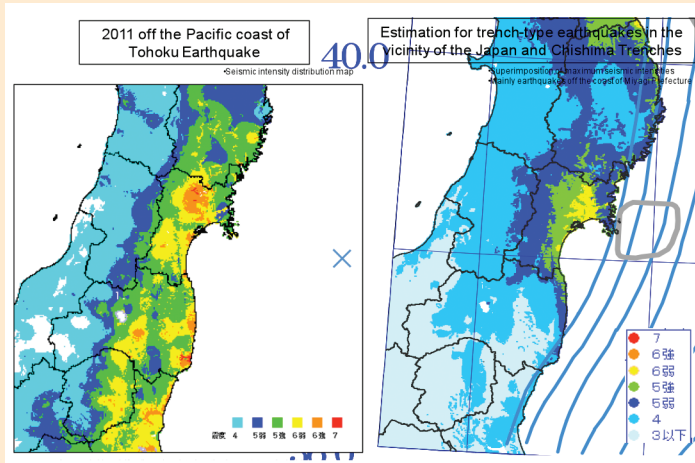 2011 off the Pacific coast of
Tohoku Earthquake
•Seismic intensity distribution map
40.0
Estimation for trench-type earthquakes in the
vicinity of the Japan and Chishima Trenches
•Superimposition of maximum seismic intensities
•Mainly earthquakes off the coast of Miyagi Prefecture
震度 4 5弱 5強 6弱 6強 7
7
6強
6弱
5強
5弱
4
3以下